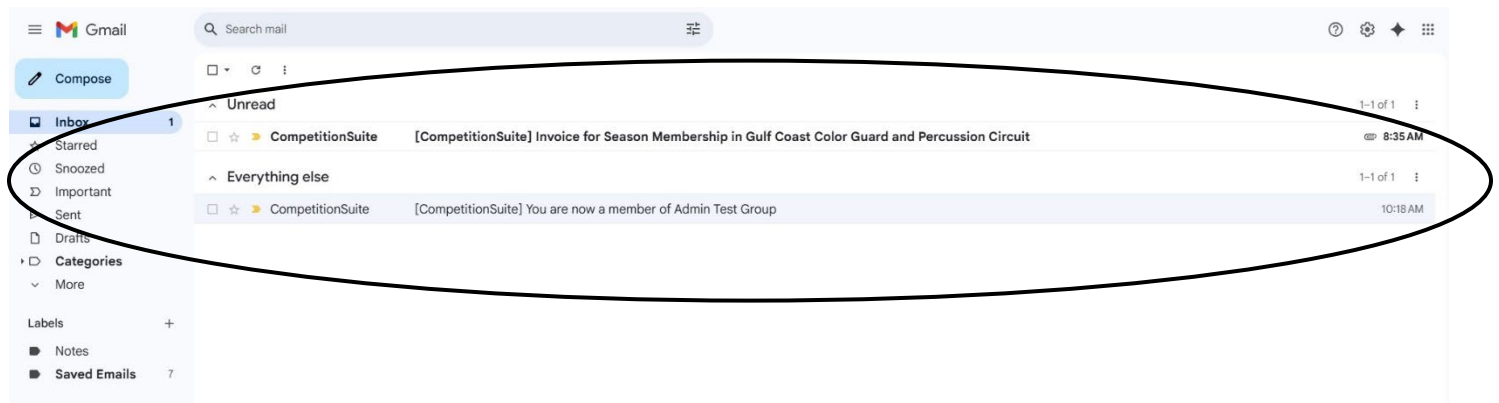 Gmail
Search mail
Compose
Unread
1–1 of 1
Inbox 1
CompetitionSuite [CompetitionSuite] Invoice for Season Membership in Gulf Coast Color Guard and Percussion Circuit 8:35 AM
Starred
Snoozed
Everything else
1–1 of 1
Important
Sent
CompetitionSuite [CompetitionSuite] You are now a member of Admin Test Group 10:18 AM
Drafts
Categories
More
Labels
Notes
Saved Emails 7